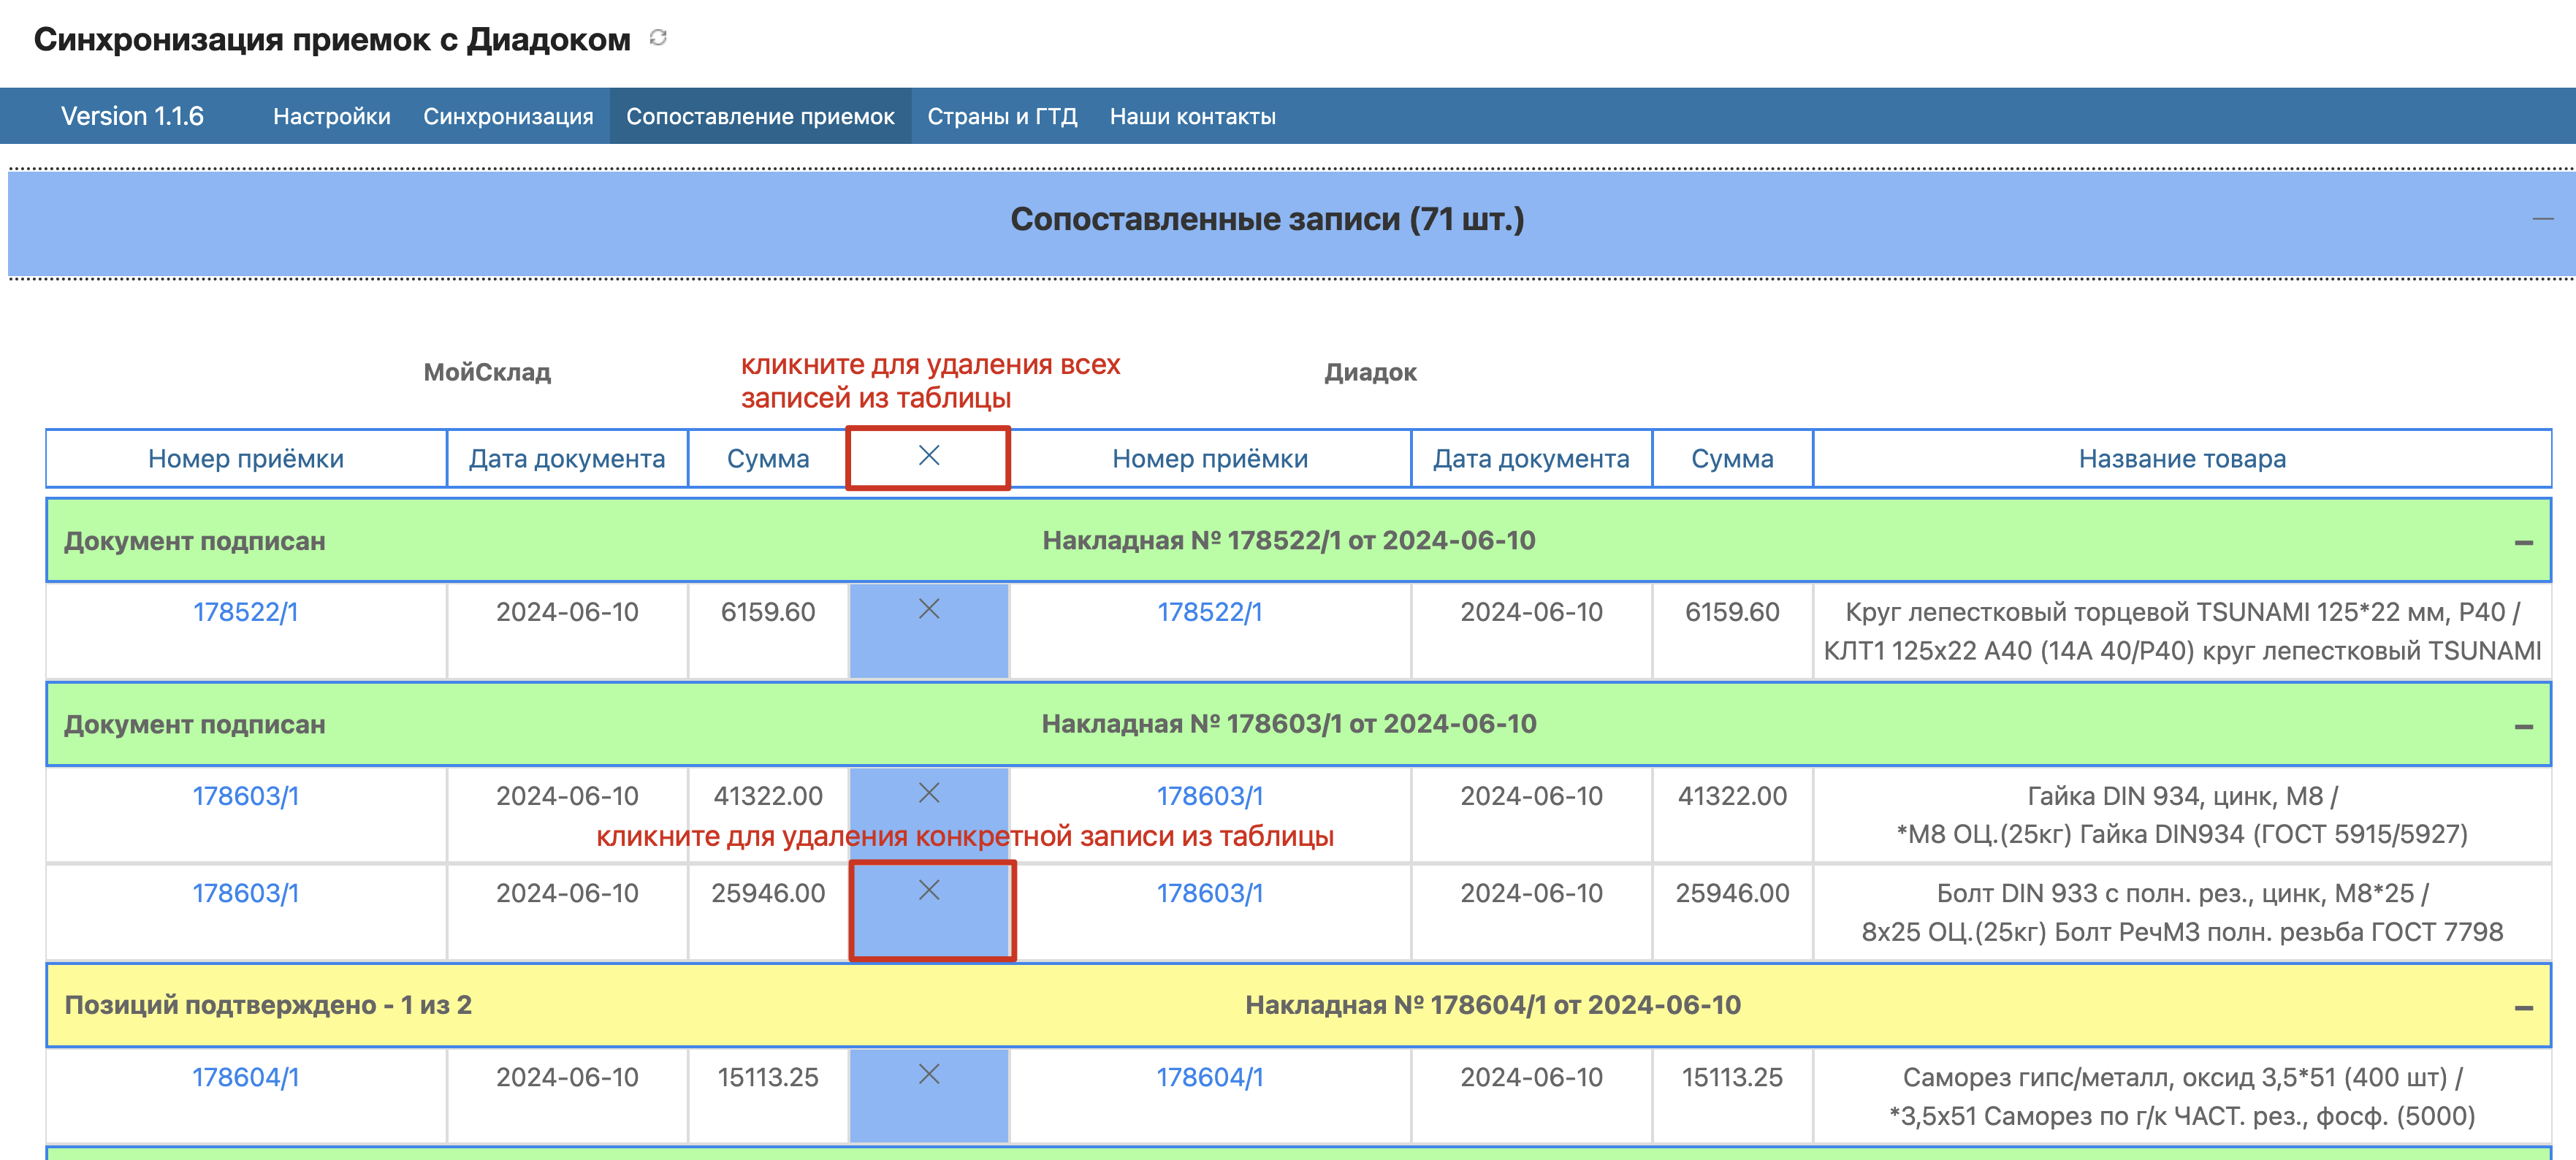 Синхронизация приемок с Диадоком
Version 1.1.6 Настройки Синхронизация Сопоставление приемок Страны и ГТД Наши контакты
Сопоставленные записи (71 шт.)
МойСклад
кликните для удаления всех
записей из таблицы
Диадок
Номер приёмки Дата документа Сумма × Номер приёмки Дата документа Сумма Название товара
Документ подписан Накладная № 178522/1 от 2024-06-10 –
178522/1 2024-06-10 6159.60 × 178522/1 2024-06-10 6159.60 Круг лепестковый торцевой TSUNAMI 125*22 мм, P40 /
КЛТ1 125х22 А40 (14А 40/Р40) круг лепестковый TSUNAMI
Документ подписан Накладная № 178603/1 от 2024-06-10 –
178603/1 2024-06-10 41322.00 × 178603/1 2024-06-10 41322.00 Гайка DIN 934, цинк, М8 /
*М8 ОЦ.(25кг) Гайка DIN934 (ГОСТ 5915/5927)
кликните для удаления конкретной записи из таблицы
178603/1 2024-06-10 25946.00 × 178603/1 2024-06-10 25946.00 Болт DIN 933 с полн. рез., цинк, М8*25 /
8х25 ОЦ.(25кг) Болт РечМЗ полн. резьба ГОСТ 7798
Позиций подтверждено - 1 из 2 Накладная № 178604/1 от 2024-06-10 –
178604/1 2024-06-10 15113.25 × 178604/1 2024-06-10 15113.25 Саморез гипс/металл, оксид 3,5*51 (400 шт) /
*3,5х51 Саморез по г/к ЧАСТ. рез., фосф. (5000)